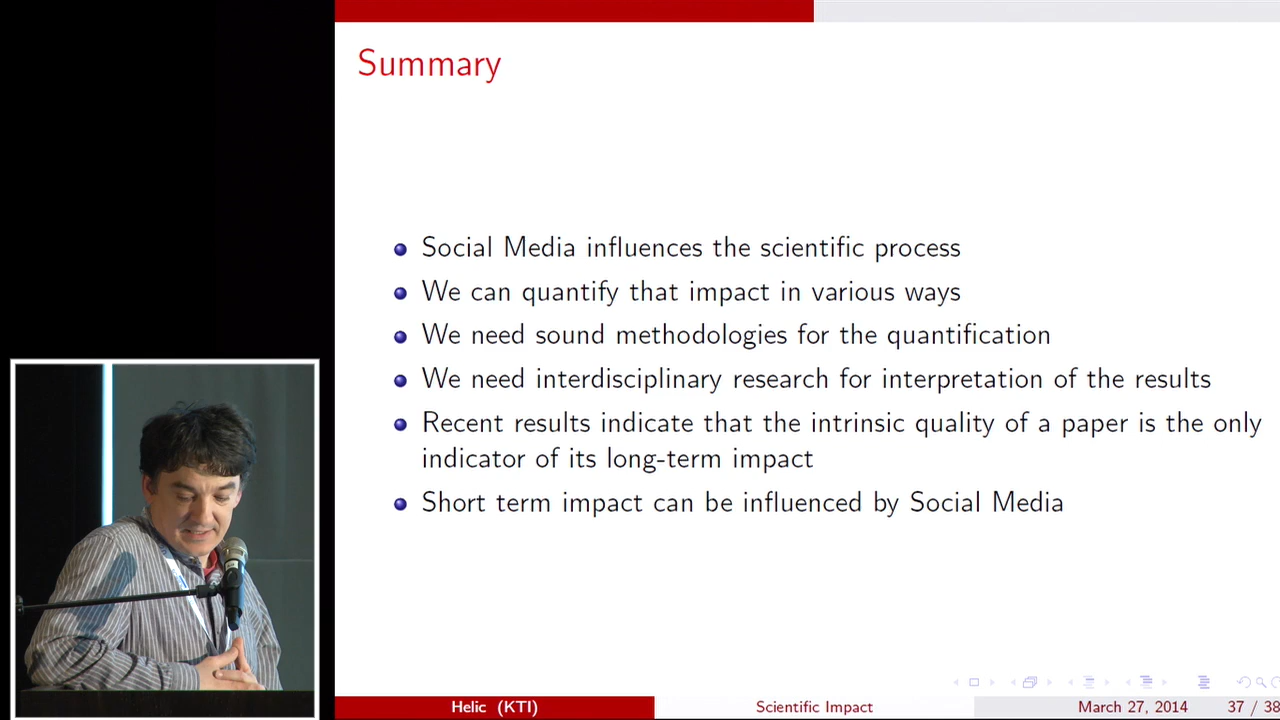 Summary
Social Media influences the scientific process
We can quantify that impact in various ways
We need sound methodologies for the quantification
We need interdisciplinary research for interpretation of the results
Recent results indicate that the intrinsic quality of a paper is the only
indicator of its long-term impact
Short term impact can be influenced by Social Media
Helic (KTI)
Scientific Impact
March 27, 2014
37 / 38